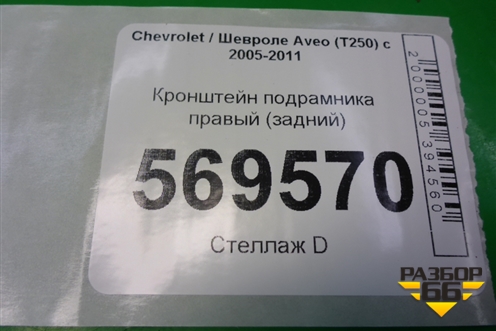 Chevrolet / Шевроле Aveo (T250) с
2005-2011
Кронштейн подрамника
правый (задний)
569570
Стеллаж D
2000005394560
РАЗБОР
66